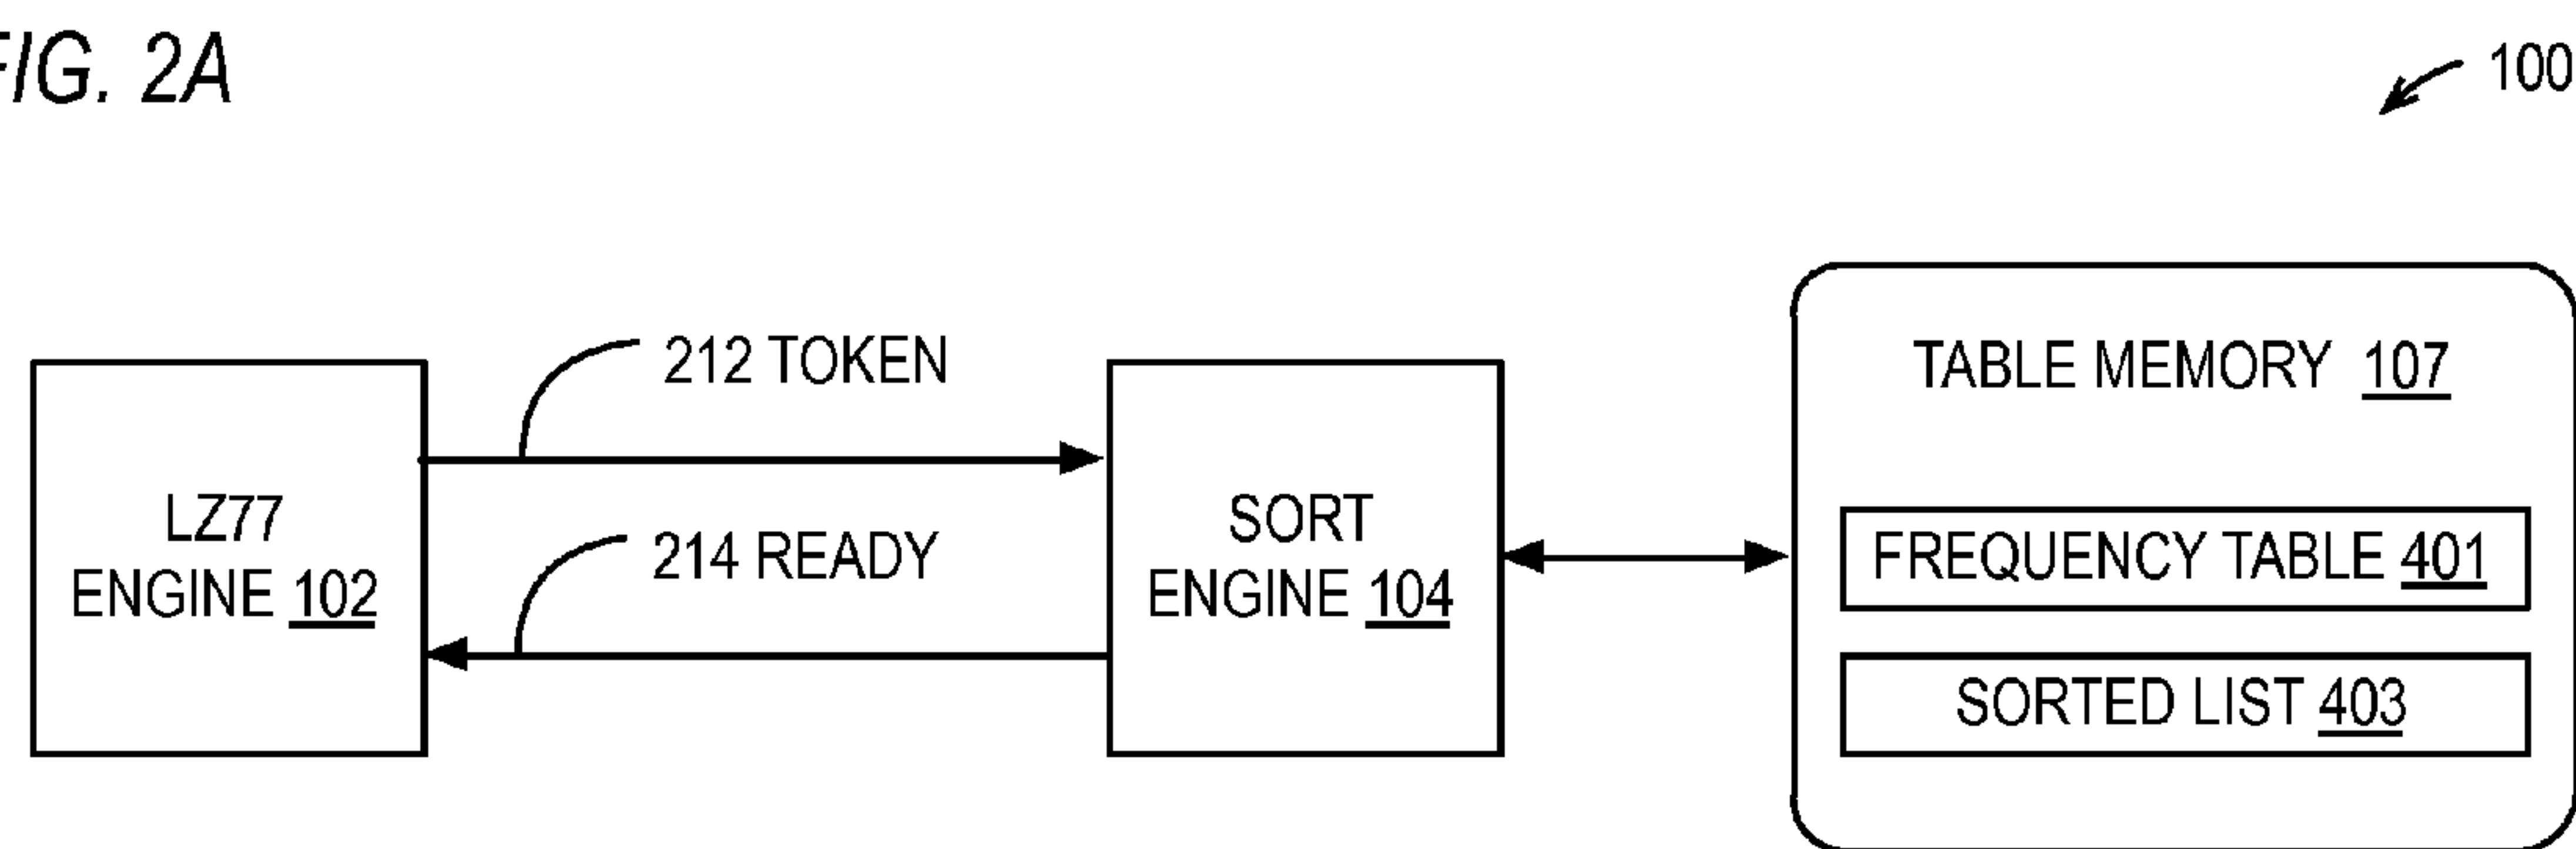 FIG. 2A
100
212 TOKEN
TABLE MEMORY 107
LZ77
ENGINE 102
214 READY
SORT
ENGINE 104
FREQUENCY TABLE 401
SORTED LIST 403